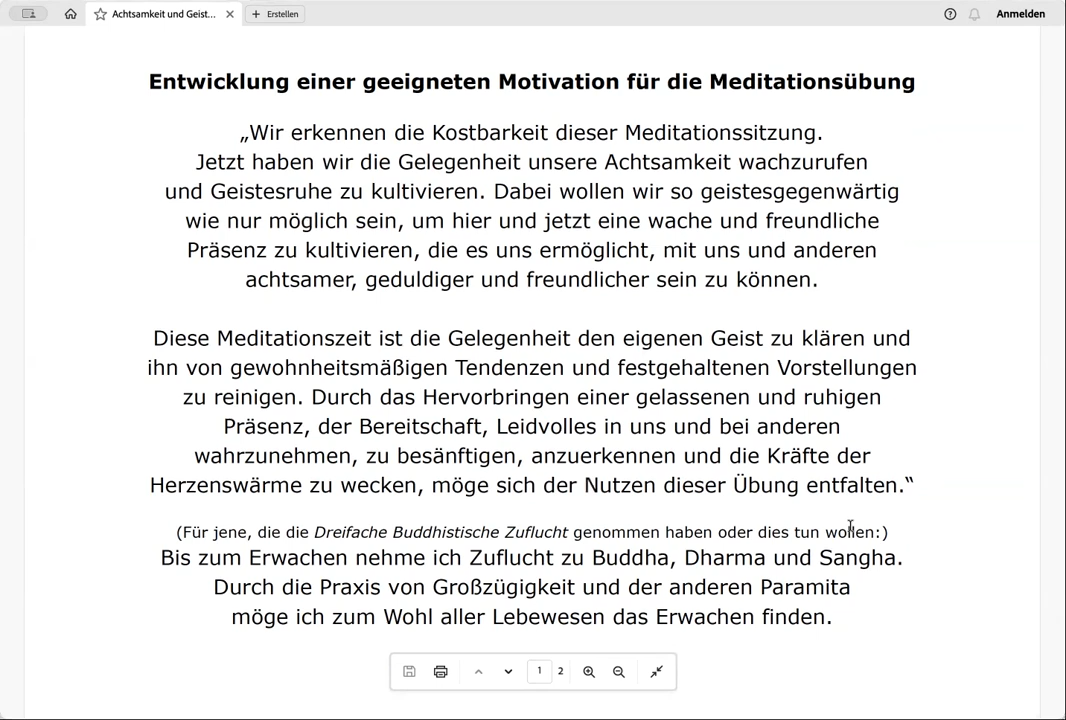 Achtsamkeit und Geist...
Erstellen
Anmelden
Entwicklung einer geeigneten Motivation für die Meditationsübung
„Wir erkennen die Kostbarkeit dieser Meditationssitzung.
Jetzt haben wir die Gelegenheit unsere Achtsamkeit wachzurufen
und Geistesruhe zu kultivieren. Dabei wollen wir so geistesgegenwärtig
wie nur möglich sein, um hier und jetzt eine wache und freundliche
Präsenz zu kultivieren, die es uns ermöglicht, mit uns und anderen
achtsamer, geduldiger und freundlicher sein zu können.
Diese Meditationszeit ist die Gelegenheit den eigenen Geist zu klären und
ihn von gewohnheitsmäßigen Tendenzen und festgehaltenen Vorstellungen
zu reinigen. Durch das Hervorbringen einer gelassenen und ruhigen
Präsenz, der Bereitschaft, Leidvolles in uns und bei anderen
wahrzunehmen, zu besänftigen, anzuerkennen und die Kräfte der
Herzenswärme zu wecken, möge sich der Nutzen dieser Übung entfalten.“
(Für jene, die die Dreifache Buddhistische Zuflucht genommen haben oder dies tun wollen:)
Bis zum Erwachen nehme ich Zuflucht zu Buddha, Dharma und Sangha.
Durch die Praxis von Großzügigkeit und der anderen Paramita
möge ich zum Wohl aller Lebewesen das Erwachen finden.
1 2